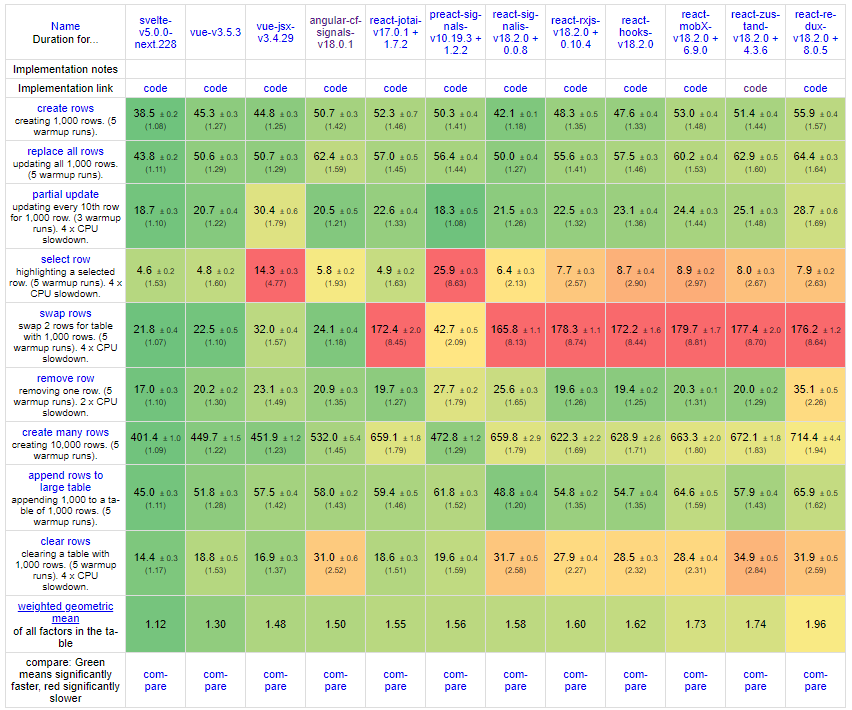 Name
Duration for...
svelte-
v5.0.0-
next.228
vue-v3.5.3
vue-jsx-
v3.4.29
angular-cf-
signals-
v18.0.1
react-jotai-
v17.0.1 +
1.7.2
preact-sig-
nals-
v10.19.3 +
1.2.2
react-sig-
nalis-
v18.2.0 +
0.0.8
react-rxjs-
v18.2.0 +
0.10.4
react-
hooks-
v18.2.0
react-
mobX-
v18.2.0 +
6.9.0
react-zus-
tand-
v18.2.0 +
4.3.6
react-re-
dux-
v18.2.0 +
8.0.5
Implementation notes
Implementation link
code code code code code code code code code code code code
create rows
creating 1,000 rows. (5
warmup runs).
38.5 ± 0.2 45.3 ± 0.3 44.8 ± 0.3 50.7 ± 0.3 52.3 ± 0.7 50.3 ± 0.4 42.1 ± 0.1 48.3 ± 0.5 47.6 ± 0.4 53.0 ± 0.4 51.4 ± 0.4 55.9 ± 0.4
(1.08) (1.27) (1.25) (1.42) (1.46) (1.41) (1.18) (1.35) (1.33) (1.48) (1.44) (1.57)
replace all rows
updating all 1,000 rows.
(5 warmup runs).
43.8 ± 0.2 50.6 ± 0.3 50.7 ± 0.3 62.4 ± 0.3 57.0 ± 0.5 56.4 ± 0.4 50.0 ± 0.4 55.6 ± 0.3 57.5 ± 0.3 60.2 ± 0.4 62.9 ± 0.5 64.4 ± 0.3
(1.11) (1.29) (1.29) (1.59) (1.45) (1.44) (1.27) (1.41) (1.46) (1.53) (1.60) (1.64)
partial update
updating every 10th row
for 1,000 row. (3 warmup
runs). 4 x CPU
slowdown.
18.7 ± 0.3 20.7 ± 0.4 30.4 ± 0.6 20.5 ± 0.5 22.6 ± 0.4 18.3 ± 0.5 21.5 ± 0.3 22.5 ± 0.3 23.1 ± 0.4 24.4 ± 0.3 25.1 ± 0.3 28.7 ± 0.6
(1.10) (1.22) (1.79) (1.21) (1.33) (1.08) (1.26) (1.32) (1.36) (1.44) (1.48) (1.69)
select row
highlighting a selected
row. (5 warmup runs). 4 x
CPU slowdown.
4.6 ± 0.2 4.8 ± 0.2 14.3 ± 0.3 5.8 ± 0.2 4.9 ± 0.2 25.9 ± 0.3 6.4 ± 0.3 7.7 ± 0.3 8.7 ± 0.4 8.9 ± 0.2 8.0 ± 0.3 7.9 ± 0.2
(1.53) (1.60) (4.77) (1.93) (1.63) (8.63) (2.13) (2.57) (2.90) (2.97) (2.67) (2.63)
swap rows
swap 2 rows for table
with 1,000 rows. (5
warmup runs). 4 x CPU
slowdown.
21.8 ± 0.4 22.5 ± 0.5 32.0 ± 0.4 24.1 ± 0.4 172.4 ± 2.0 42.7 ± 0.5 165.8 ± 1.1 178.3 ± 1.1 172.2 ± 1.6 179.7 ± 1.7 177.4 ± 2.0 176.2 ± 1.2
(1.07) (1.10) (1.57) (1.18) (8.45) (2.09) (8.13) (8.74) (8.44) (8.81) (8.70) (8.64)
remove row
removing one row. (5
warmup runs). 2 x CPU
slowdown.
17.0 ± 0.3 20.2 ± 0.2 23.1 ± 0.3 20.9 ± 0.3 19.7 ± 0.3 27.7 ± 0.2 25.6 ± 0.3 19.6 ± 0.3 19.4 ± 0.2 20.3 ± 0.1 20.0 ± 0.2 35.1 ± 0.5
(1.10) (1.30) (1.49) (1.35) (1.27) (1.79) (1.65) (1.26) (1.25) (1.31) (1.29) (2.26)
create many rows
creating 10,000 rows. (5
warmup runs).
401.4 ± 1.0 449.7 ± 1.5 451.9 ± 1.2 532.0 ± 5.4 659.1 ± 1.8 472.8 ± 1.2 659.8 ± 2.9 622.3 ± 2.2 628.9 ± 2.6 663.3 ± 2.0 672.1 ± 1.8 714.4 ± 4.4
(1.09) (1.22) (1.23) (1.45) (1.79) (1.29) (1.79) (1.69) (1.71) (1.80) (1.83) (1.94)
append rows to
large table
appending 1,000 to a ta-
ble of 1,000 rows. (5
warmup runs).
45.0 ± 0.3 51.8 ± 0.3 57.5 ± 0.4 58.0 ± 0.2 59.4 ± 0.5 61.8 ± 0.3 48.8 ± 0.4 54.8 ± 0.2 54.7 ± 0.4 64.6 ± 0.5 57.9 ± 0.4 65.9 ± 0.5
(1.11) (1.28) (1.42) (1.43) (1.46) (1.52) (1.20) (1.35) (1.35) (1.59) (1.43) (1.62)
clear rows
clearing a table with
1,000 rows. (5 warmup
runs). 4 x CPU
slowdown.
14.4 ± 0.3 18.8 ± 0.5 16.9 ± 0.3 31.0 ± 0.6 18.6 ± 0.3 19.6 ± 0.4 31.7 ± 0.5 27.9 ± 0.4 28.5 ± 0.3 28.4 ± 0.4 34.9 ± 0.5 31.9 ± 0.5
(1.17) (1.53) (1.37) (2.52) (1.51) (1.59) (2.58) (2.27) (2.32) (2.31) (2.84) (2.59)
weighted geometric
mean
of all factors in the ta-
ble
1.12 1.30 1.48 1.50 1.55 1.56 1.58 1.60 1.62 1.73 1.74 1.96
compare: Green
means significantly
faster, red significantly
slower
com- com- com- com- com- com- com- com- com- com- com- com-
pare pare pare pare pare pare pare pare pare pare pare pare